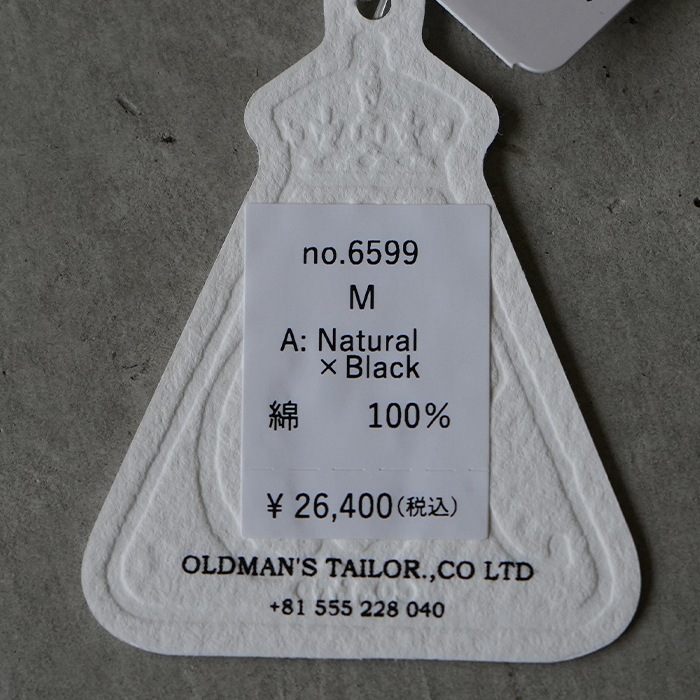 no.6599
M
A: Natural
×Black
綿 100%
¥ 26,400(税込)
OLDMAN'S TAILOR.,CO LTD
+81 555 228 040